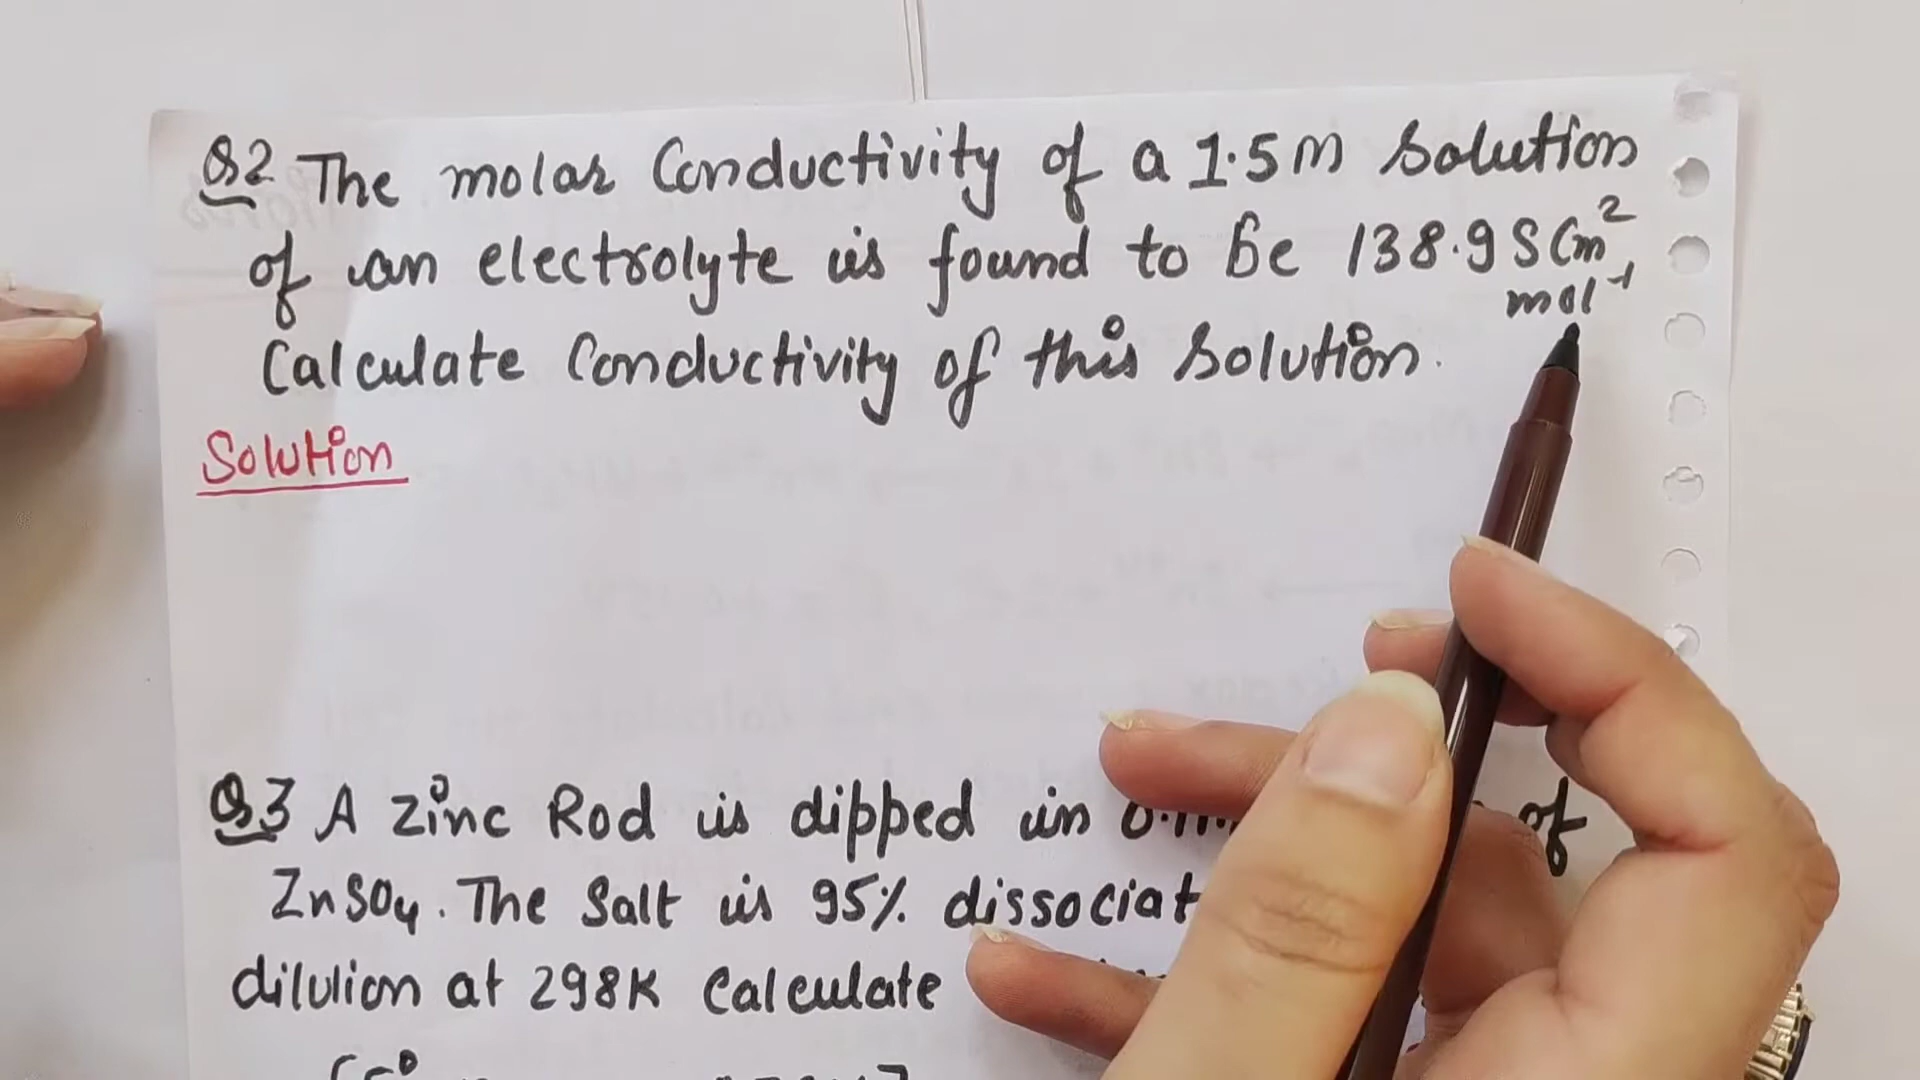 Q2 The molar Conductivity of a 1.5M Solution
of an electrolyte is found to be 138.9 S Cm²
mol⁻¹
Calculate Conductivity of this Solution.
Solution
Q3 A Zinc Rod is dipped in of
ZnSO₄. The Salt is 95%
dilution at 298K Calculate